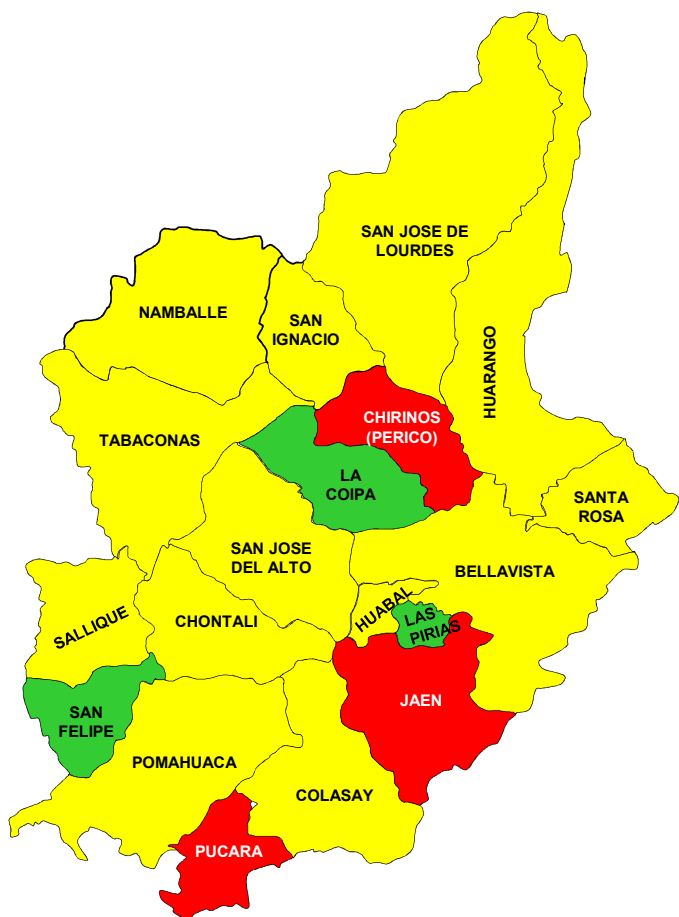 SAN JOSE DE
LOURDES
NAMBALLE
SAN
IGNACIO
HUARANGO
CHIRINOS
(PERICO)
TABACONAS
LA
COIPA
SANTA
ROSA
SAN JOSE
DEL ALTO
BELLAVISTA
HUABAL
SALLIQUE
CHONTALI
LAS
PIRIAS
JAEN
SAN
FELIPE
POMAHUACA
COLASAY
PUCARA